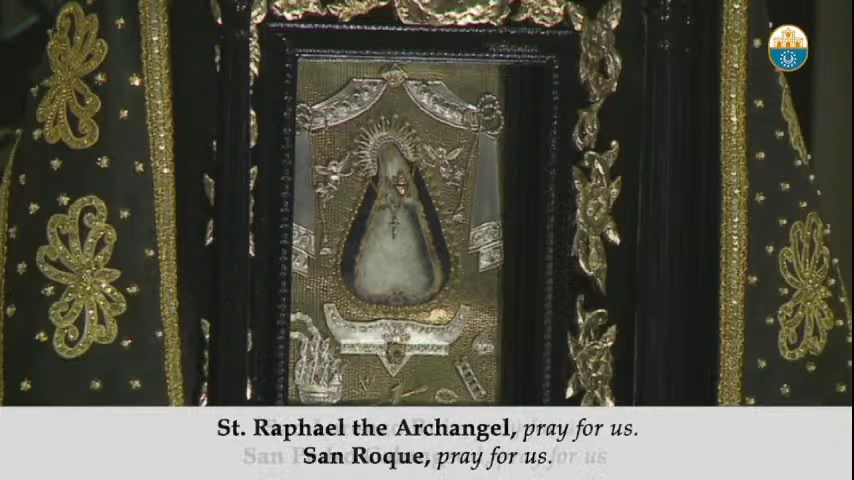 St. Raphael the Archangel, pray for us.
San Roque, pray for us.